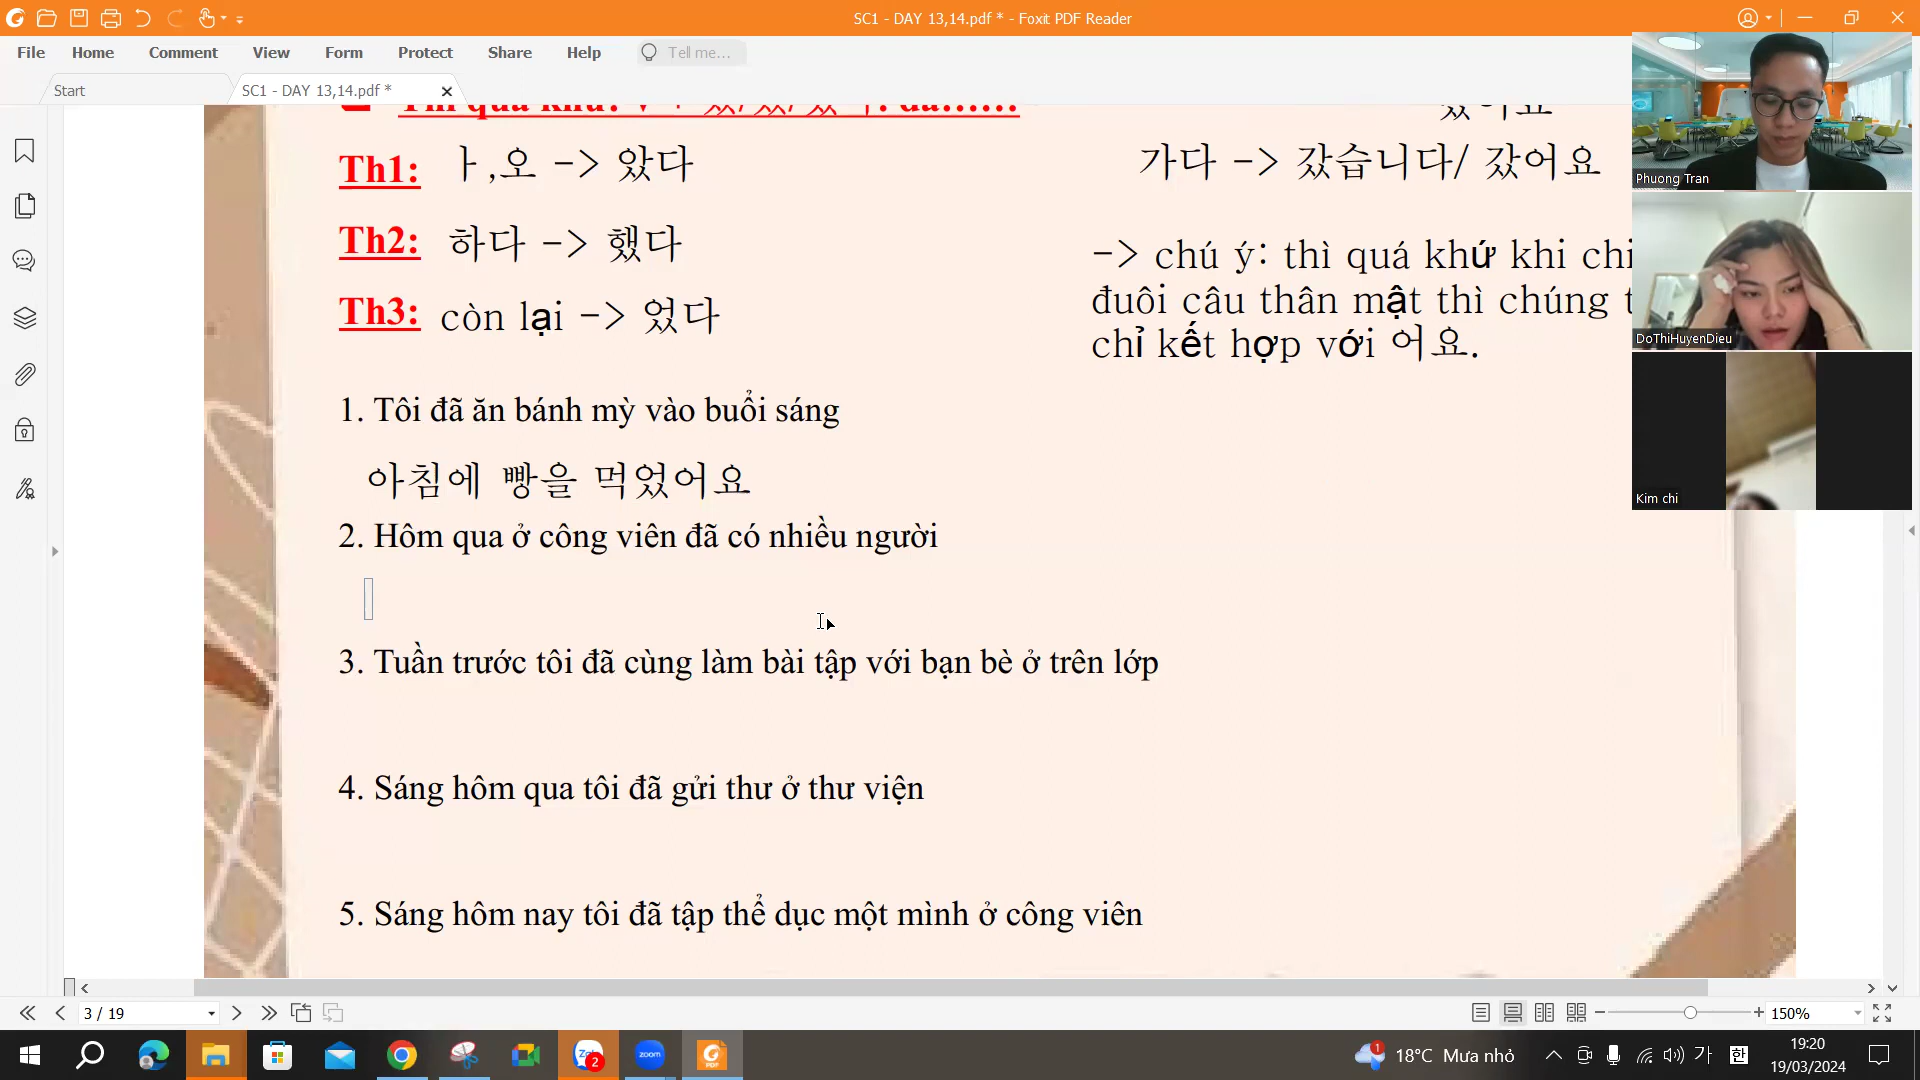 SC1 - DAY 13,14.pdf * - Foxit PDF Reader
File Home Comment View Form Protect Share Help Tell me...
Start
SC1 - DAY 13,14.pdf *
Th1: ㅏ,오 -> 았다
가다 -> 갔습니다/ 갔어요
Th2: 하다 -> 했다
Th3: còn lại -> 었다
-> chú ý: thì quá khứ khi chi
đuôi câu thân mật thì chúng t
chỉ kết hợp với 어요.
1. Tôi đã ăn bánh mỳ vào buổi sáng
아침에 빵을 먹었어요
2. Hôm qua ở công viên đã có nhiều người
3. Tuần trước tôi đã cùng làm bài tập với bạn bè ở trên lớp
4. Sáng hôm qua tôi đã gửi thư ở thư viện
5. Sáng hôm nay tôi đã tập thể dục một mình ở công viên
Phuong Tran
DoThiHuyenDieu
Kim chi
3 / 19
150%
zoom
PDF
2
1
18°C Mưa nhỏ
가
한
19:20
19/03/2024